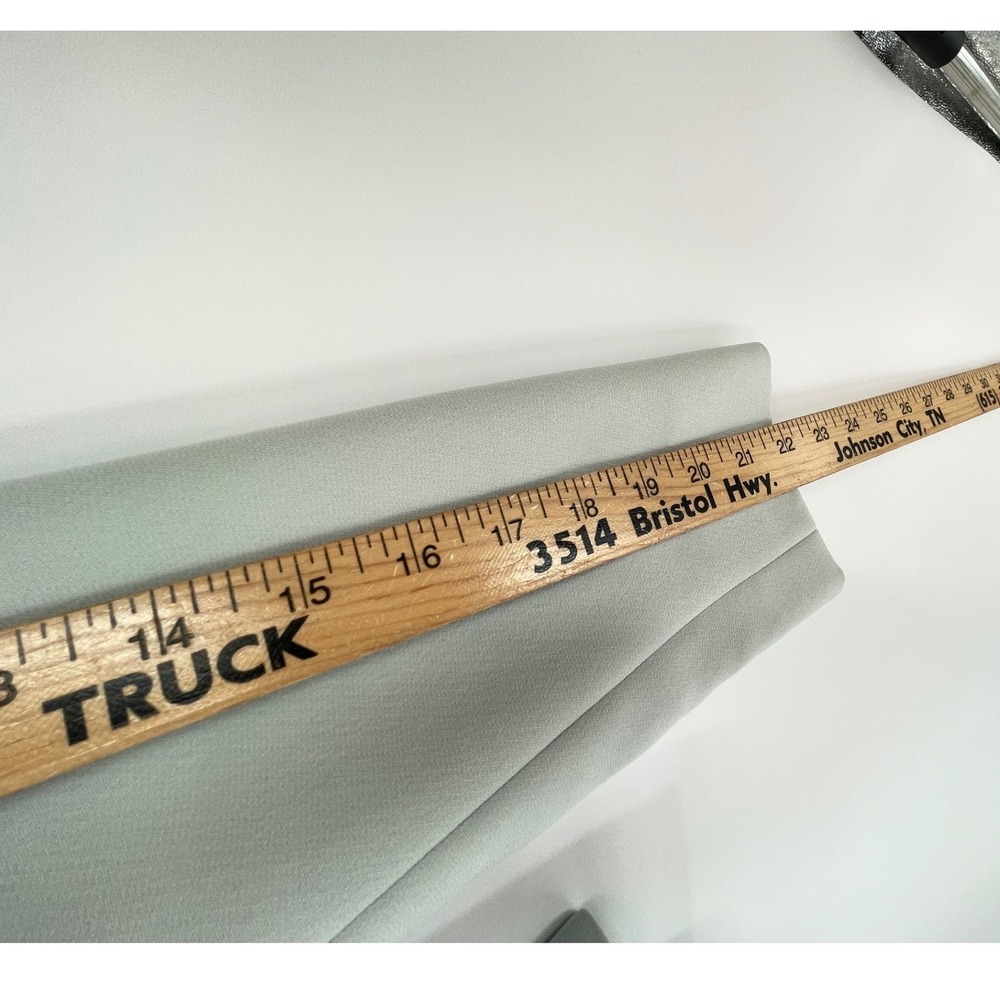 14 15 16 17 18 19 20 21 22 23 24 25 26 27 28 29 30
TRUCK 3514 Bristol Hwy. Johnson City, TN (615)